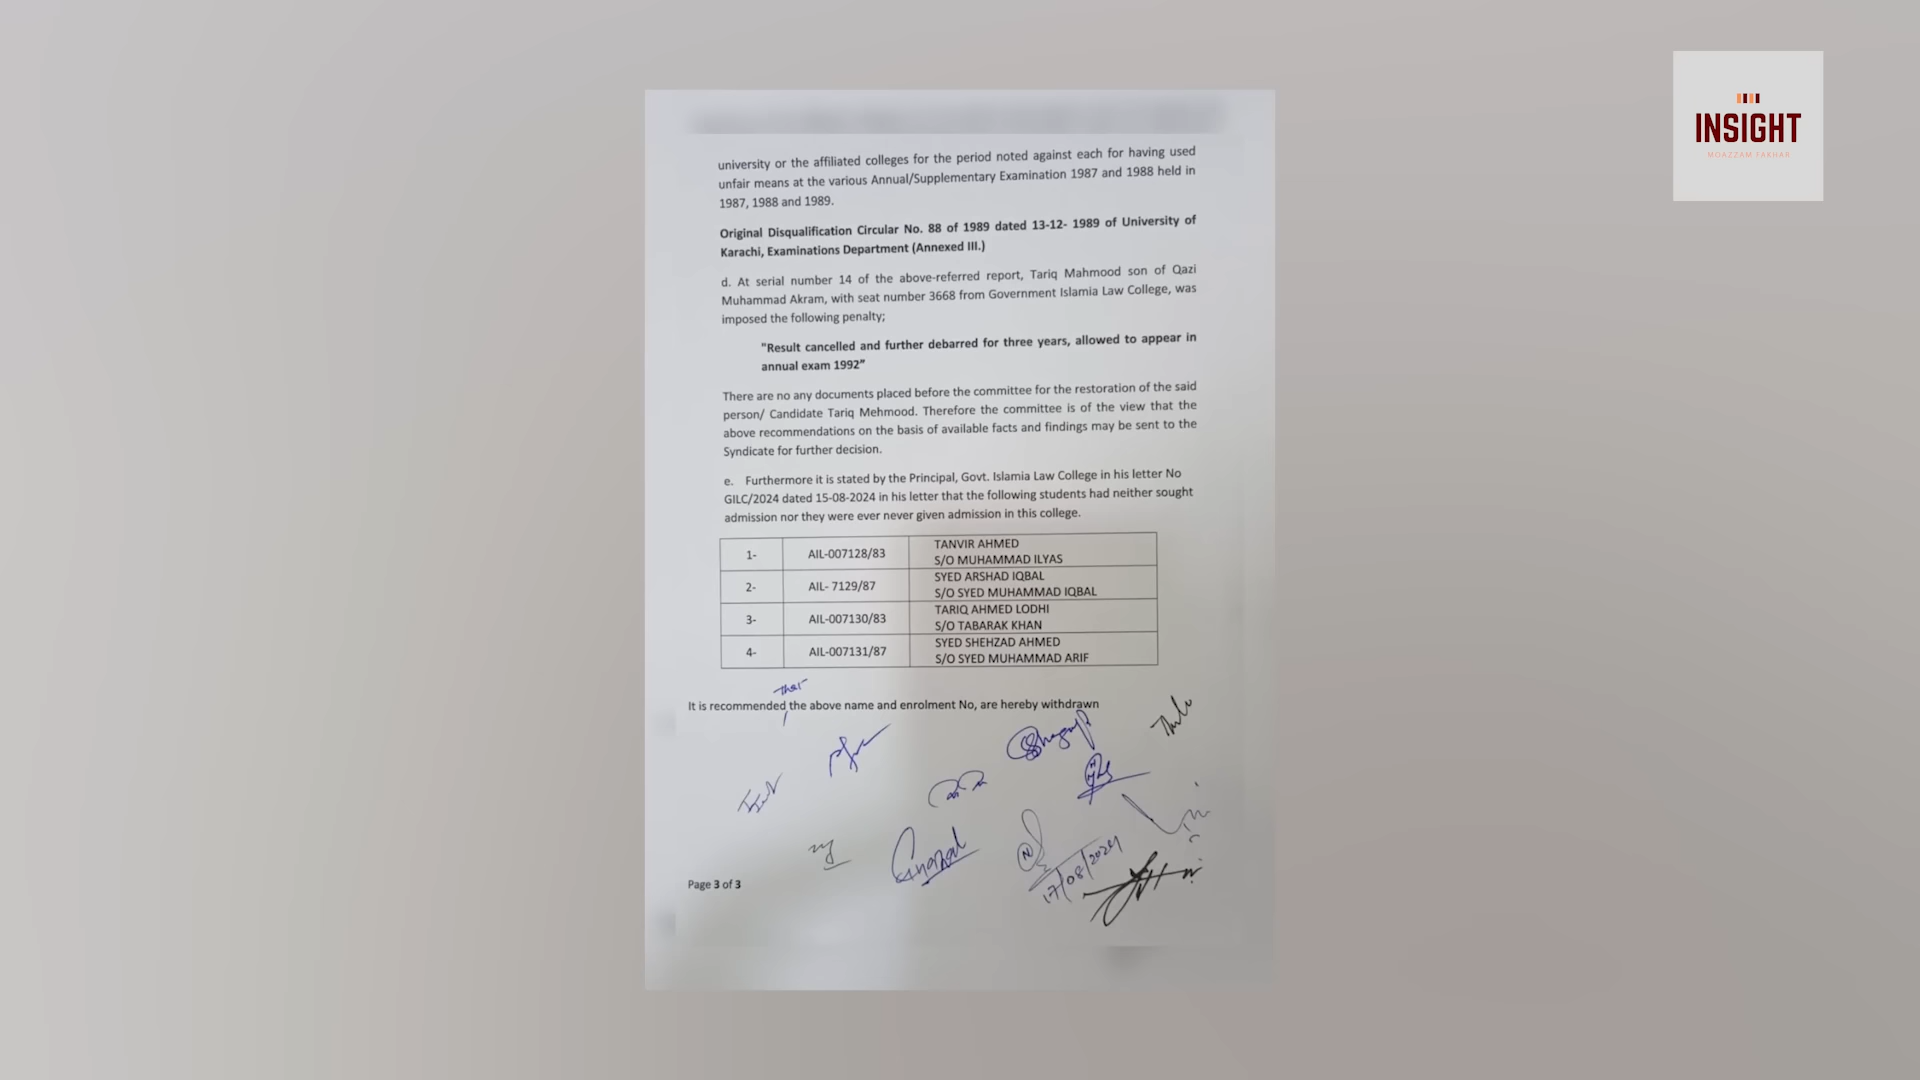 INSIGHT
MOAZZAM FAKHAR
university or the affiliated colleges for the period noted against each for having used
unfair means at the various Annual/Supplementary Examination 1987 and 1988 held in
1987, 1988 and 1989.
Original Disqualification Circular No. 88 of 1989 dated 13-12- 1989 of University of
Karachi, Examinations Department (Annexed III.)
d. At serial number 14 of the above-referred report, Tariq Mahmood son of Qazi
Muhammad Akram, with seat number 3668 from Government Islamia Law College, was
imposed the following penalty;
"Result cancelled and further debarred for three years, allowed to appear in
annual exam 1992”
There are no any documents placed before the committee for the restoration of the said
person/ Candidate Tariq Mehmood. Therefore the committee is of the view that the
above recommendations on the basis of available facts and findings may be sent to the
Syndicate for further decision.
e. Furthermore it is stated by the Principal, Govt. Islamia Law College in his letter No
GILC/2024 dated 15-08-2024 in his letter that the following students had neither sought
admission nor they were ever never given admission in this college.
1- AIL-007128/83 TANVIR AHMED
S/O MUHAMMAD ILYAS
2- AIL- 7129/87 SYED ARSHAD IQBAL
S/O SYED MUHAMMAD IQBAL
3- AIL-007130/83 TARIQ AHMED LODHI
S/O TABARAK KHAN
4- AIL-007131/87 SYED SHEHZAD AHMED
S/O SYED MUHAMMAD ARIF
that
It is recommended the above name and enrolment No, are hereby withdrawn
17/08/2024
Page 3 of 3